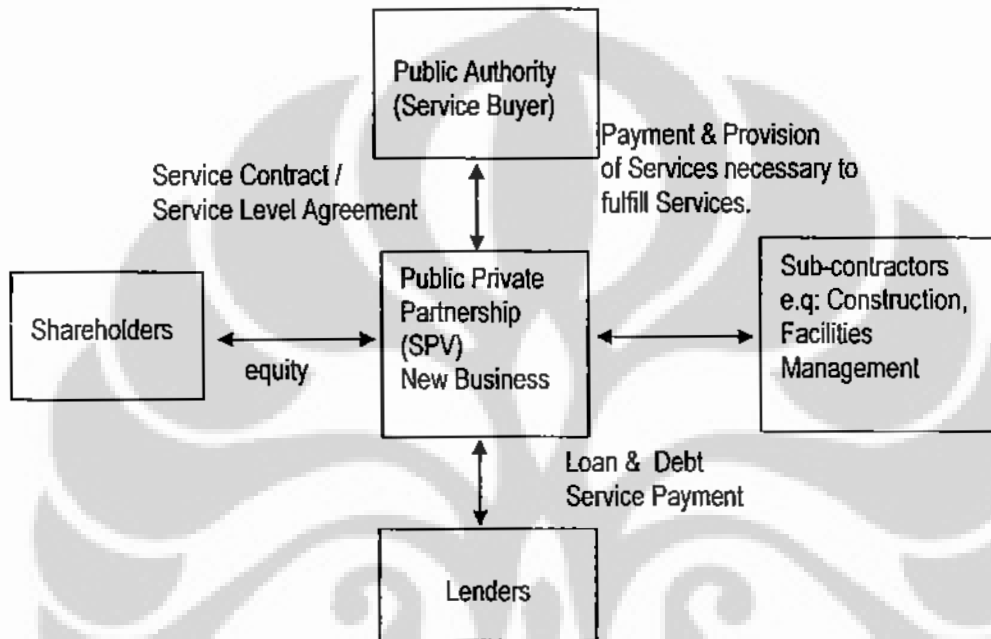 Public Authority
(Service Buyer)
Payment & Provision
of Services necessary to
fulfill Services.
Service Contract /
Service Level Agreement
Shareholders
equity
Public Private
Partnership
(SPV)
New Business
Sub-contractors
e.q: Construction,
Facilities
Management
Loan & Debt
Service Payment
Lenders